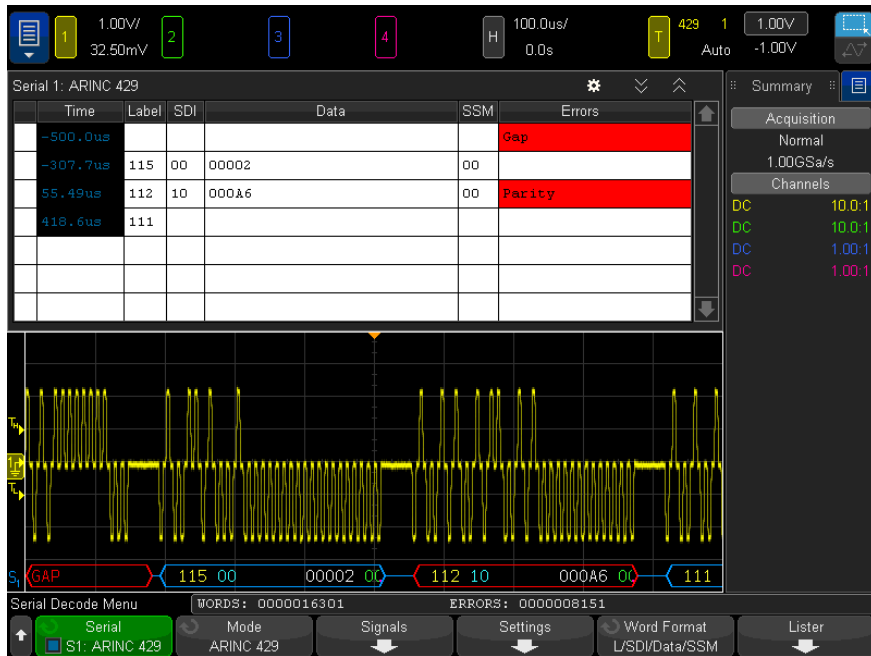 1 1.00V/ 32.50mV 2 3 4 H 100.0us/ 0.0s T 429 1 Auto 1.00V -1.00V
Serial 1: ARINC 429
Time Label SDI Data SSM Errors
-500.0us Gap
-307.7us 115 00 00002 00
55.49us 112 10 000A6 00 Parity
418.6us 111
Summary
Acquisition
Normal
1.00GSa/s
Channels
DC 10.0:1
DC 10.0:1
DC 1.00:1
DC 1.00:1
TH
1
TL
S1 GAP 115 00 00002 00 112 10 000A6 00 111
Serial Decode Menu WORDS: 0000016301 ERRORS: 0000008151
Serial
S1: ARINC 429
Mode
ARINC 429
Signals
Settings
Word Format
L/SDI/Data/SSM
Lister